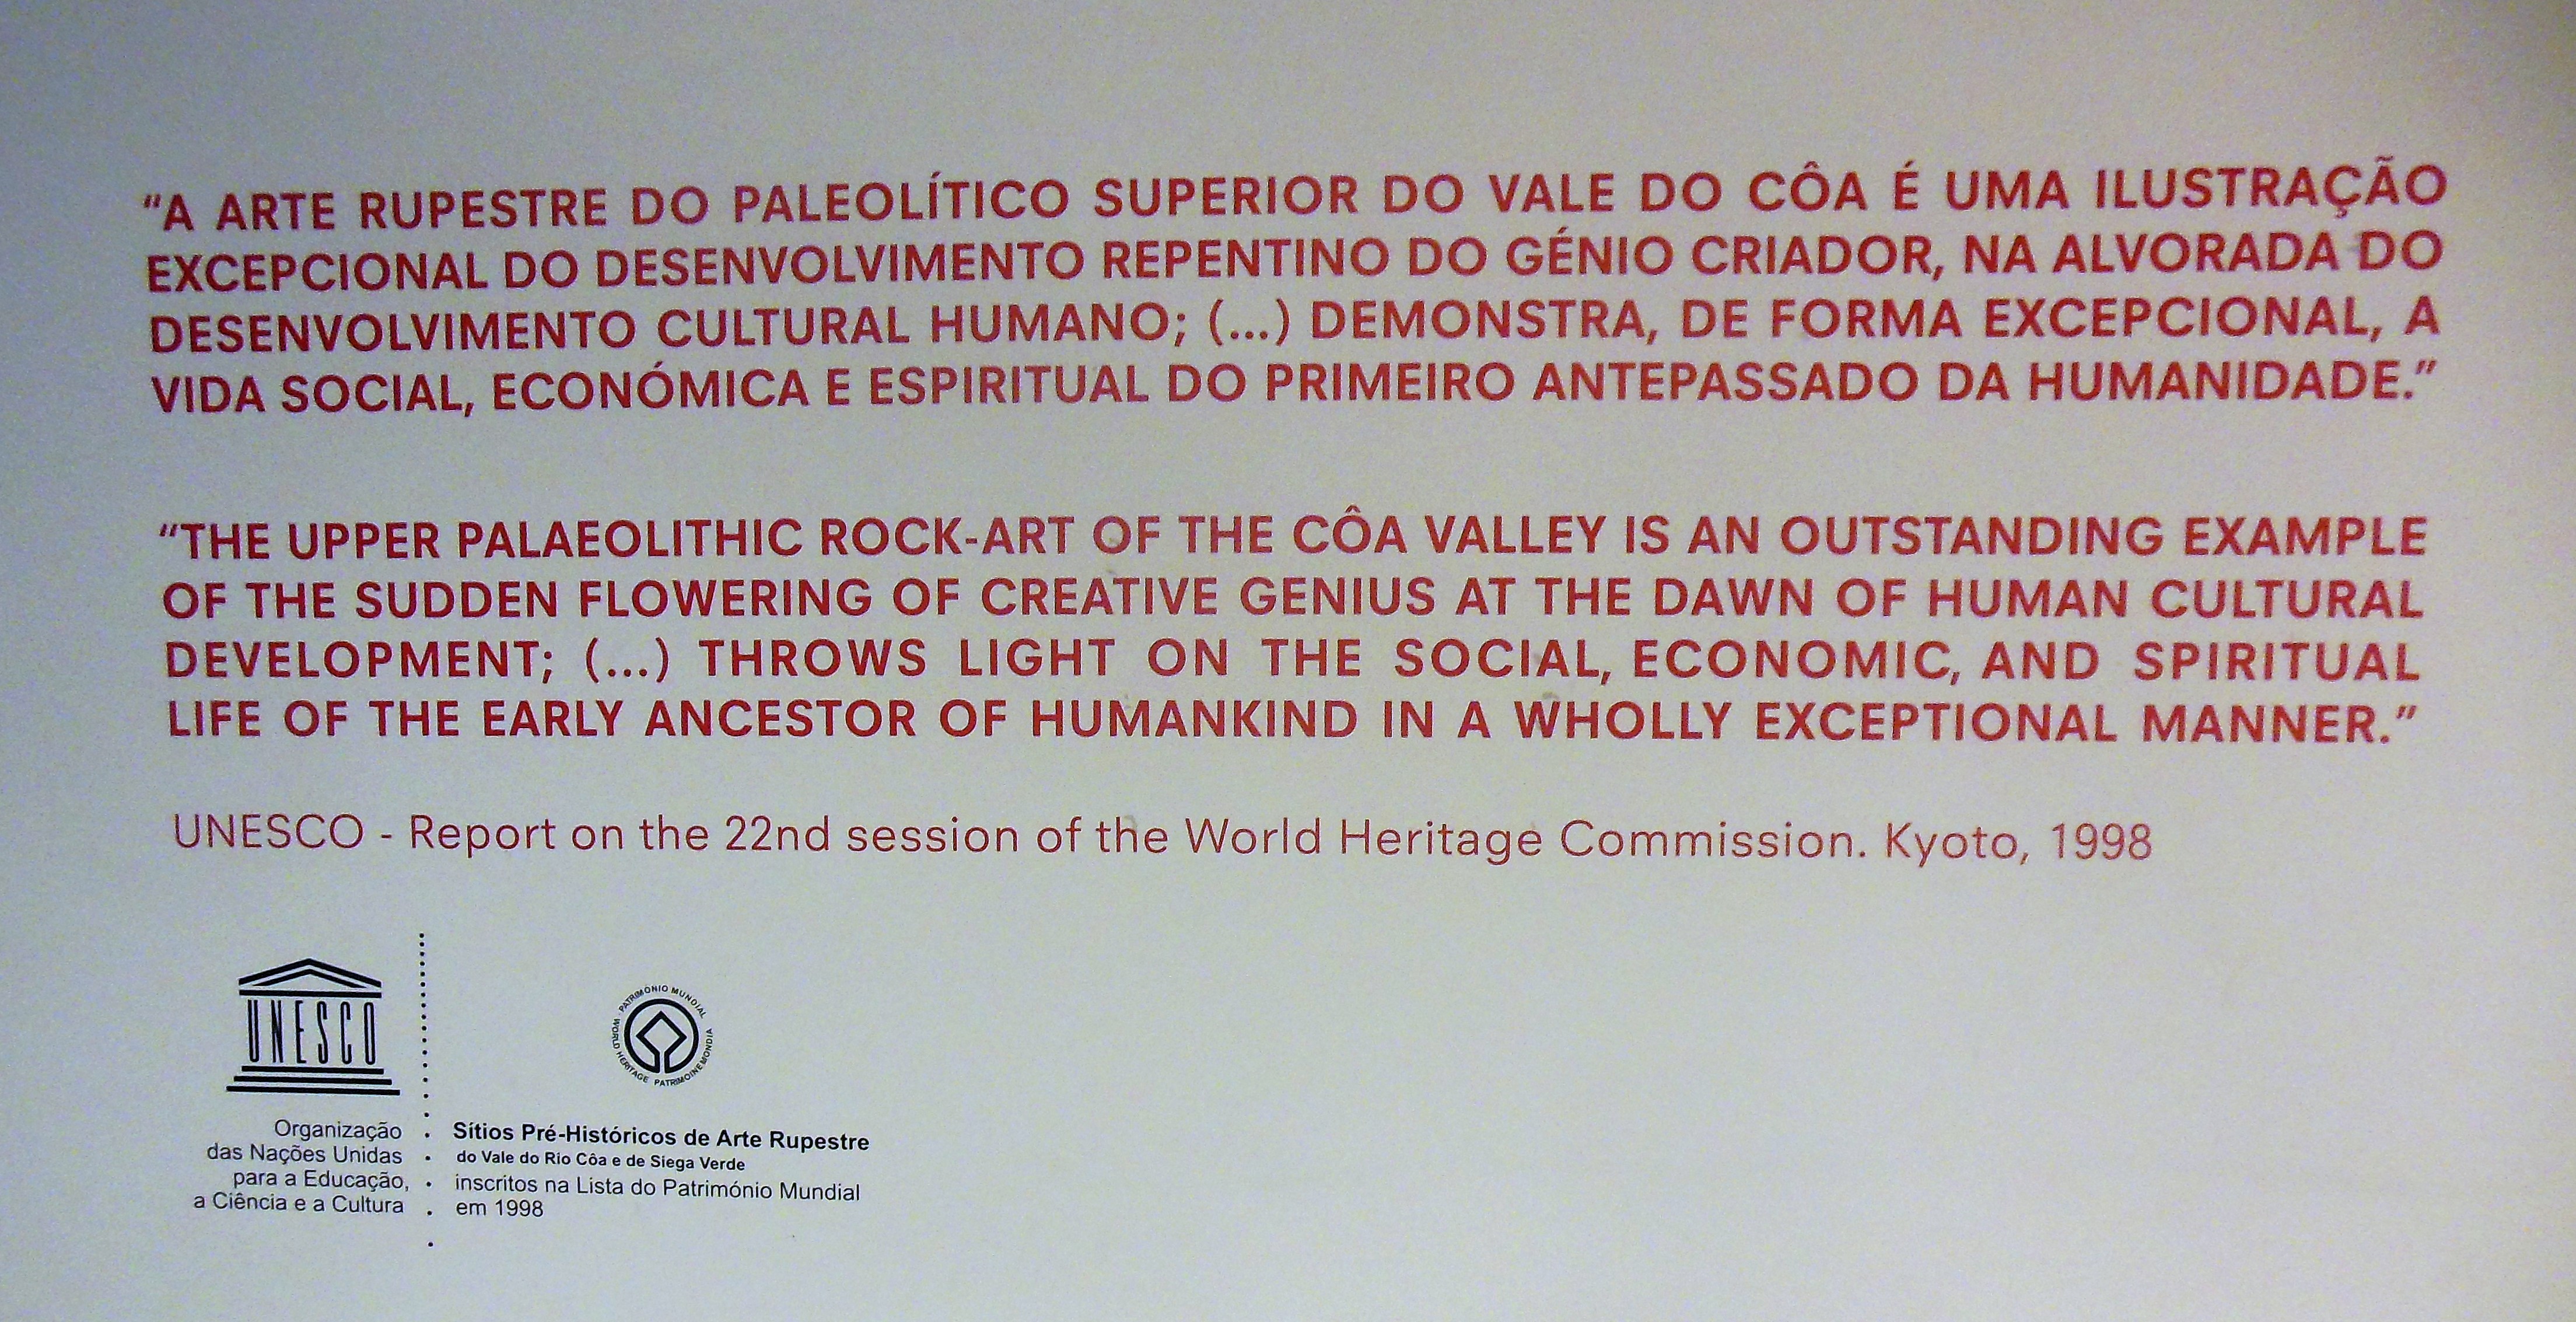 “A ARTE RUPESTRE DO PALEOLÍTICO SUPERIOR DO VALE DO CÔA É UMA ILUSTRAÇÃO
EXCEPCIONAL DO DESENVOLVIMENTO REPENTINO DO GÉNIO CRIADOR, NA ALVORADA DO
DESENVOLVIMENTO CULTURAL HUMANO; (...) DEMONSTRA, DE FORMA EXCEPCIONAL, A
VIDA SOCIAL, ECONÓMICA E ESPIRITUAL DO PRIMEIRO ANTEPASSADO DA HUMANIDADE.”
“THE UPPER PALAEOLITHIC ROCK-ART OF THE CÔA VALLEY IS AN OUTSTANDING EXAMPLE
OF THE SUDDEN FLOWERING OF CREATIVE GENIUS AT THE DAWN OF HUMAN CULTURAL
DEVELOPMENT; (...) THROWS LIGHT ON THE SOCIAL, ECONOMIC, AND SPIRITUAL
LIFE OF THE EARLY ANCESTOR OF HUMANKIND IN A WHOLLY EXCEPTIONAL MANNER.”
UNESCO - Report on the 22nd session of the World Heritage Commission. Kyoto, 1998
UNESCO
Organização
das Nações Unidas
para a Educação,
a Ciência e a Cultura
PATRIMÓNIO MUNDIAL
WORLD HERITAGE
PATRIMOINE MONDIAL
Sítios Pré-Históricos de Arte Rupestre
do Vale do Rio Côa e de Siega Verde
inscritos na Lista do Património Mundial
em 1998